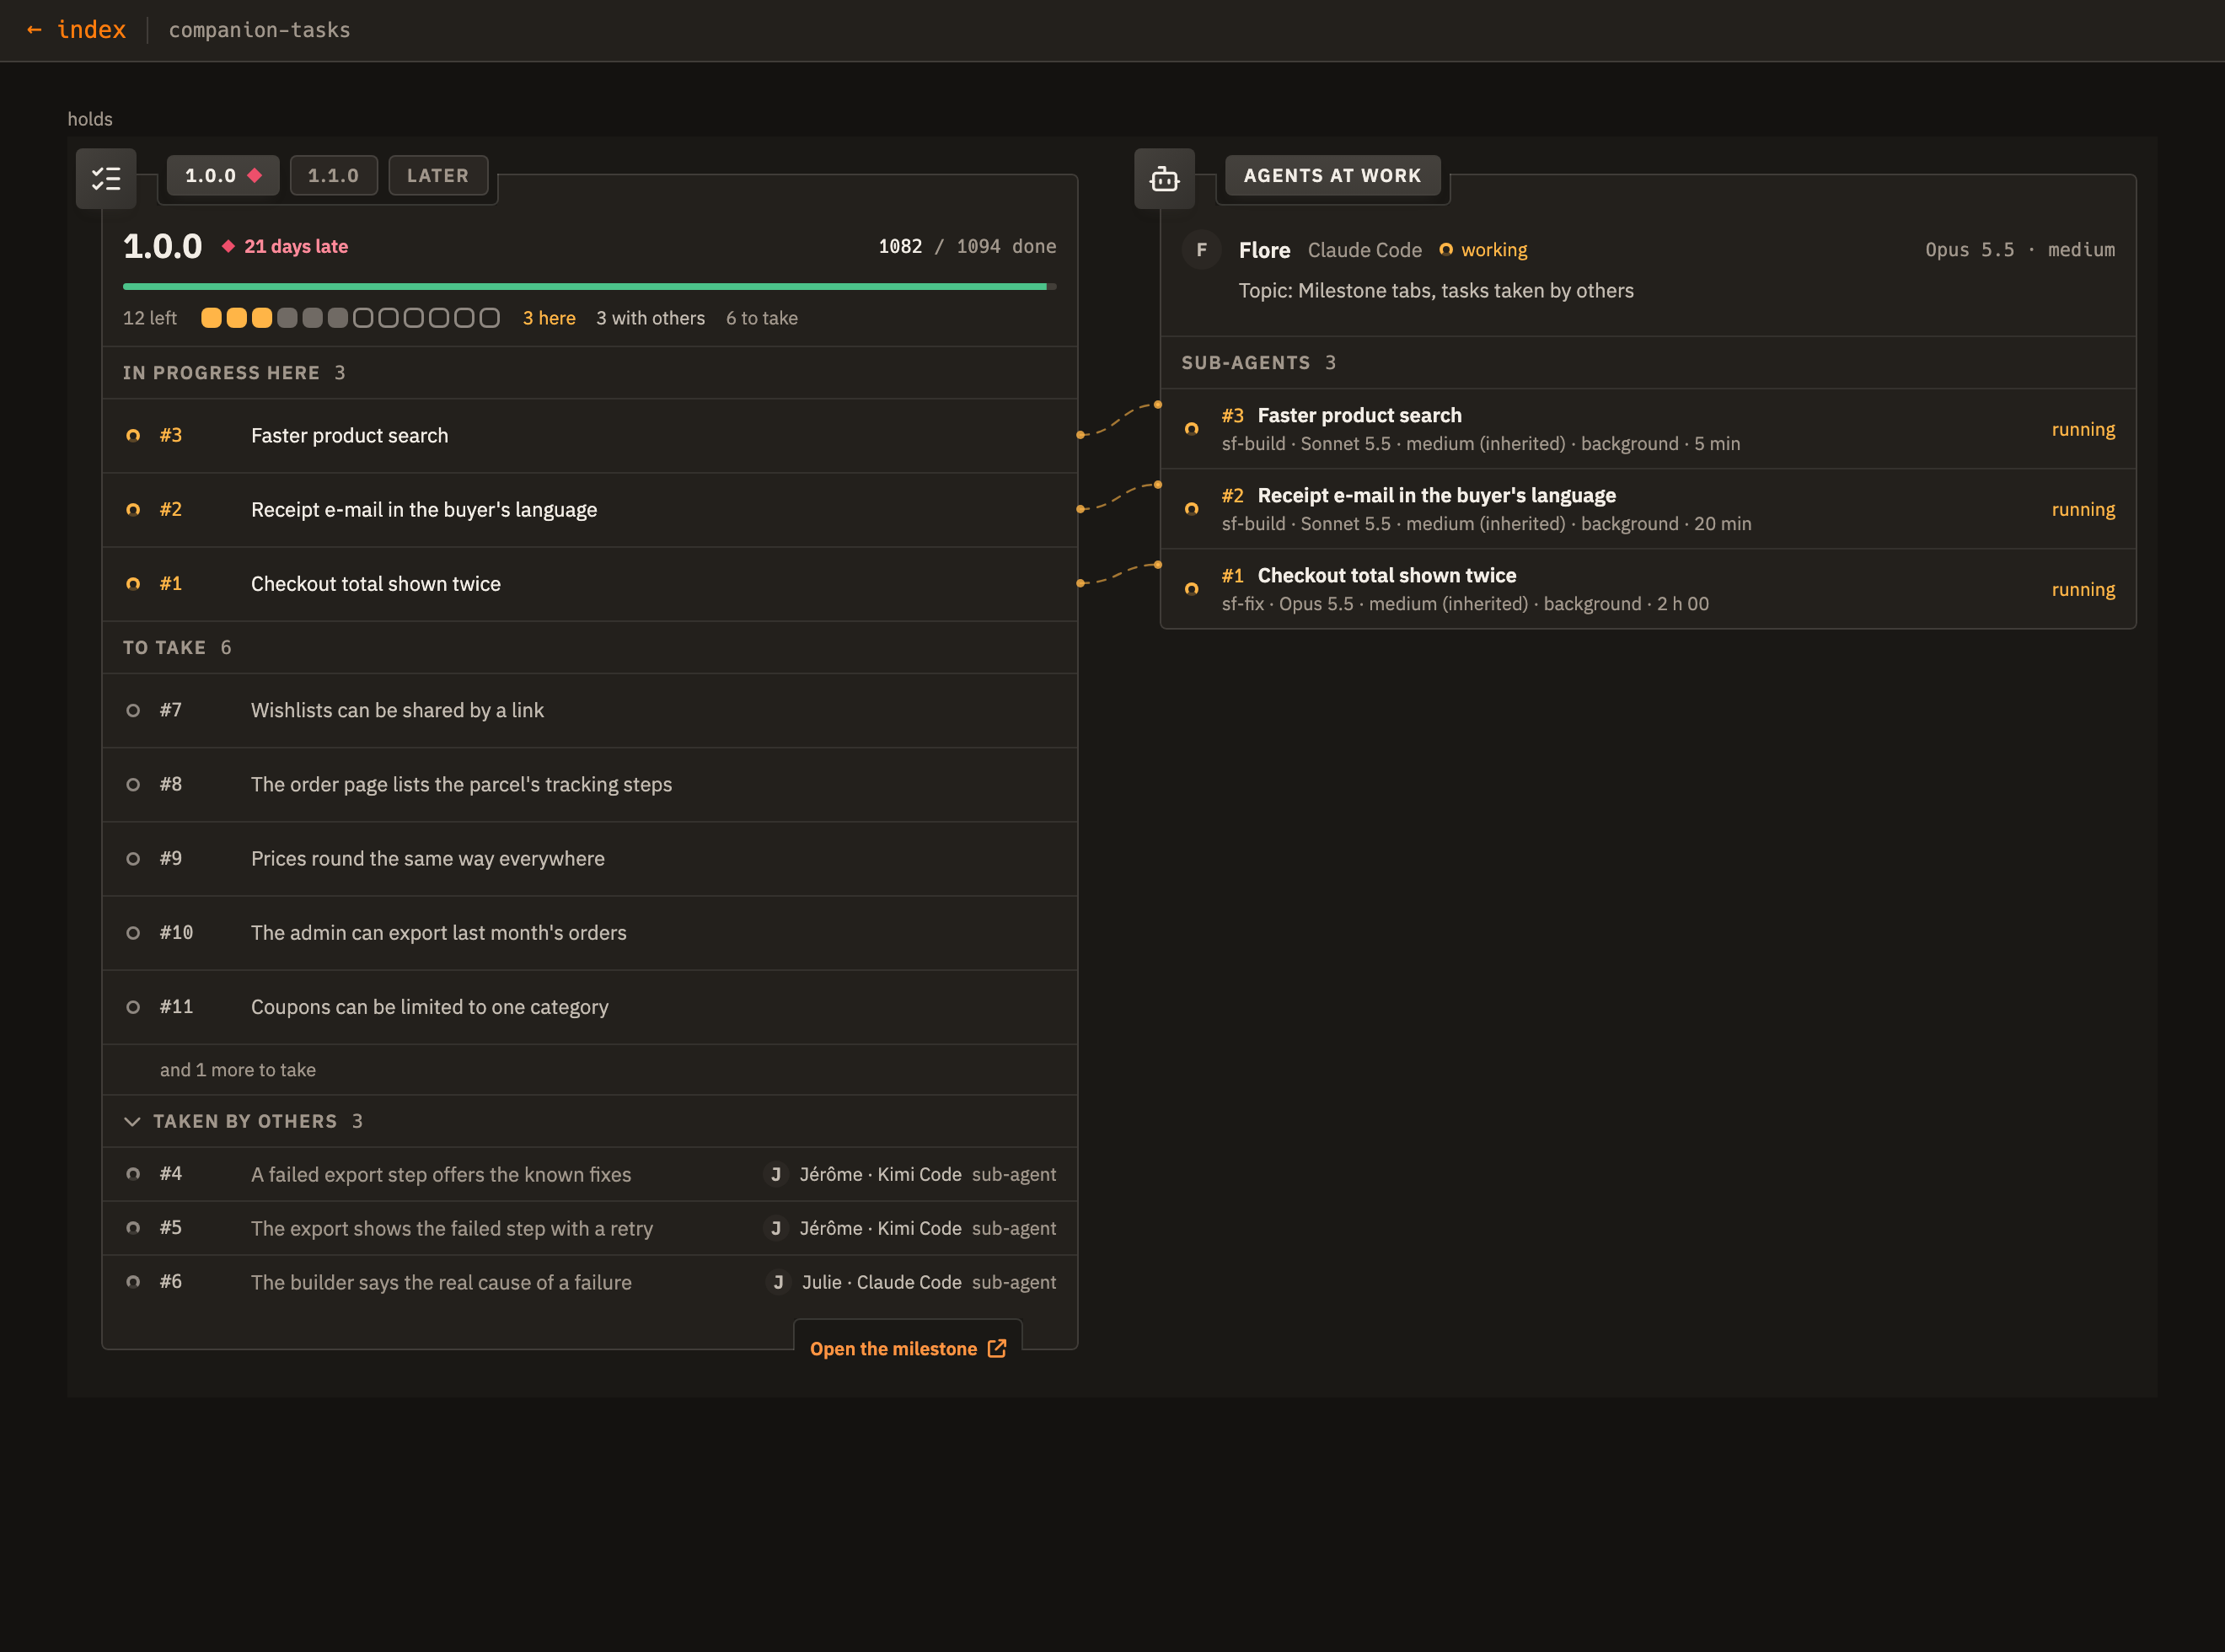 ← index companion-tasks
holds
1.0.0 1.1.0 LATER
1.0.0 21 days late 1082 / 1094 done
12 left 3 here 3 with others 6 to take
IN PROGRESS HERE 3
#3 Faster product search
#2 Receipt e-mail in the buyer's language
#1 Checkout total shown twice
TO TAKE 6
#7 Wishlists can be shared by a link
#8 The order page lists the parcel's tracking steps
#9 Prices round the same way everywhere
#10 The admin can export last month's orders
#11 Coupons can be limited to one category
and 1 more to take
TAKEN BY OTHERS 3
#4 A failed export step offers the known fixes J Jérôme · Kimi Code sub-agent
#5 The export shows the failed step with a retry J Jérôme · Kimi Code sub-agent
#6 The builder says the real cause of a failure J Julie · Claude Code sub-agent
Open the milestone
AGENTS AT WORK
F Flore Claude Code working Opus 5.5 · medium
Topic: Milestone tabs, tasks taken by others
SUB-AGENTS 3
#3 Faster product search
sf-build · Sonnet 5.5 · medium (inherited) · background · 5 min
running
#2 Receipt e-mail in the buyer's language
sf-build · Sonnet 5.5 · medium (inherited) · background · 20 min
running
#1 Checkout total shown twice
sf-fix · Opus 5.5 · medium (inherited) · background · 2 h 00
running